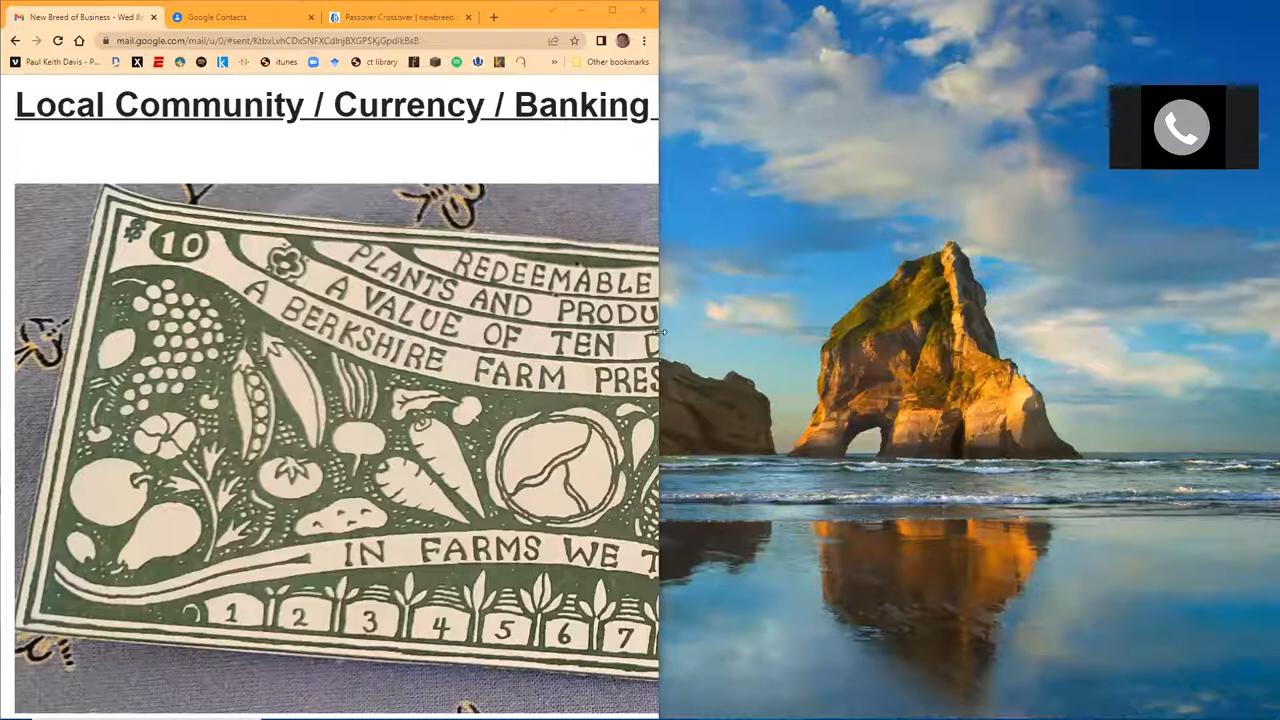 New Breed of Business - Wed 8:
Google Contacts
Passover Crossover | newbreed.
mail.google.com/mail/u/0/#sent/KtbxLvhCDxSNFXCdlnjBXGPSKjGpdlkBsB
Paul Keith Davis - P...
itunes
ct library
Other bookmarks
Local Community / Currency / Banking
$ 10
REDEEMABLE
PLANTS AND PRODU
A VALUE OF TEN D
A BERKSHIRE FARM PRES
IN FARMS WE T
1 2 3 4 5 6 7